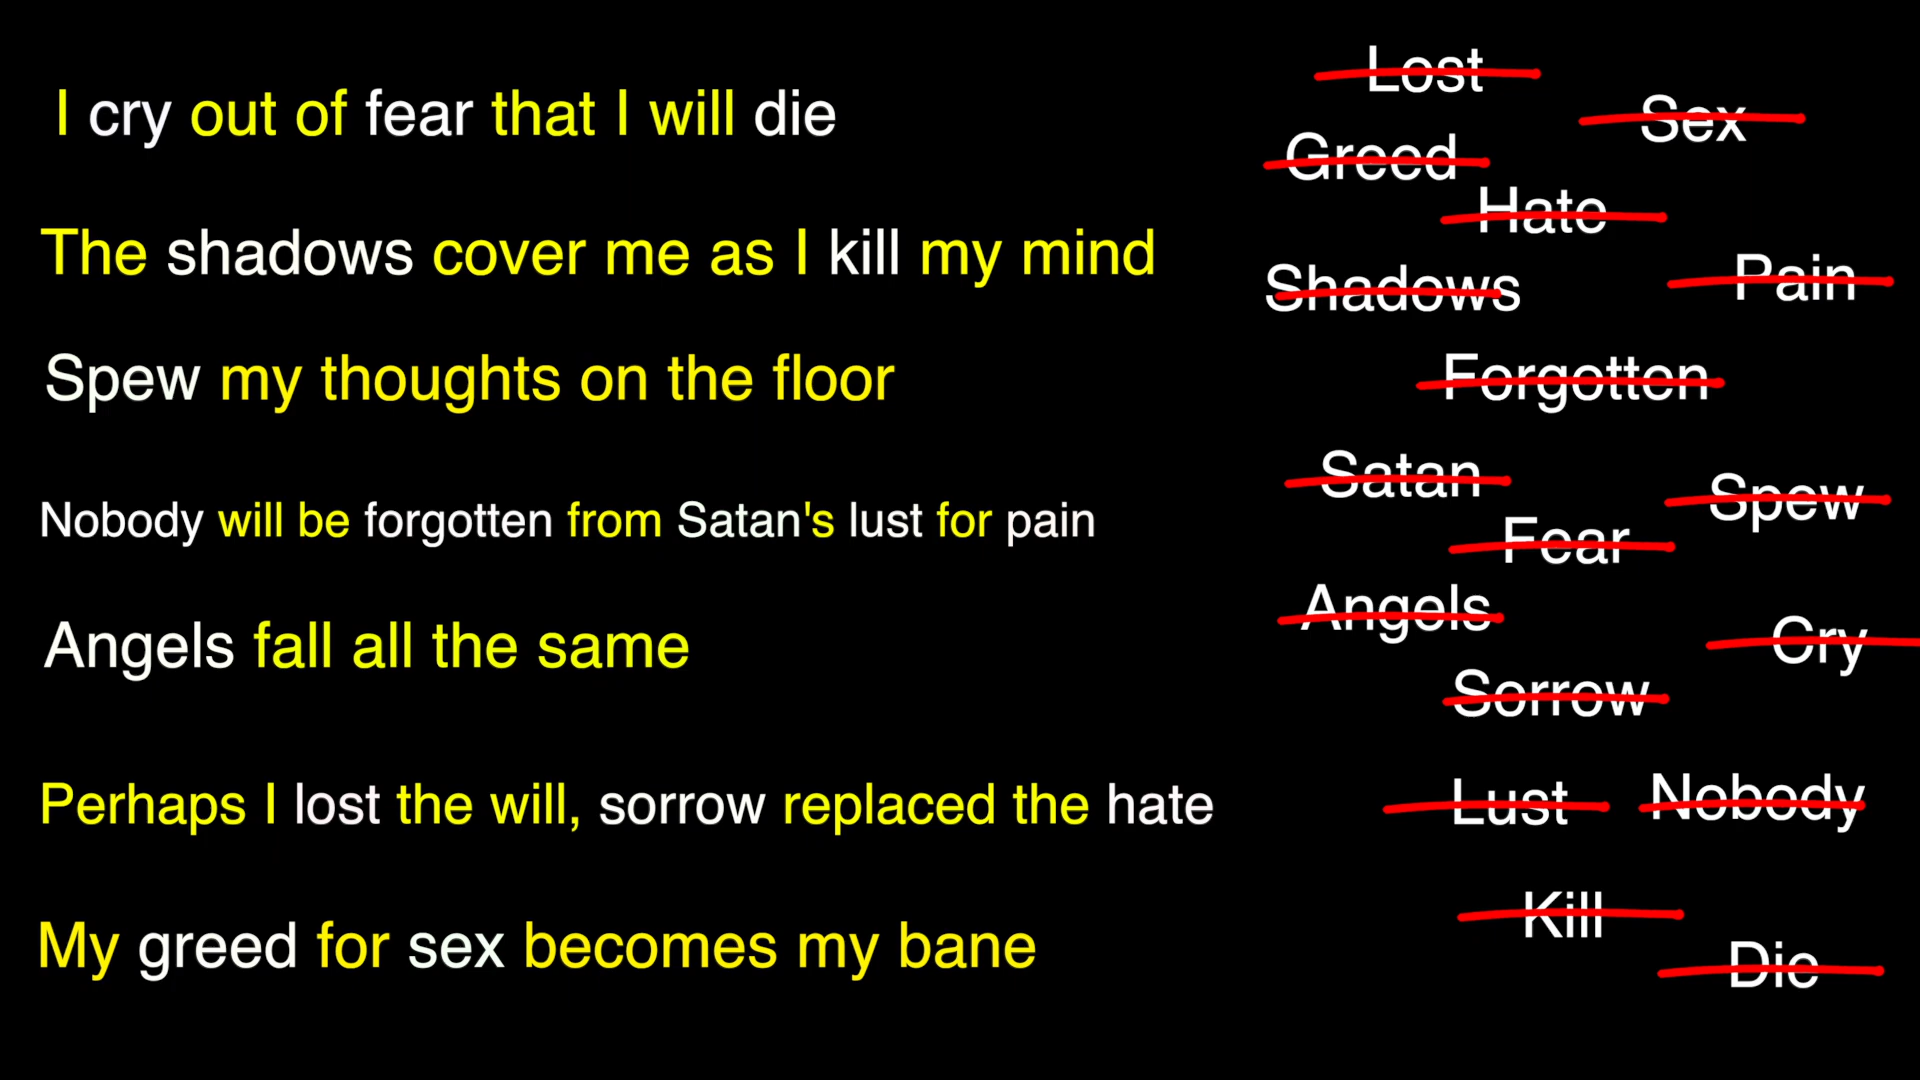 I cry out of fear that I will die
The shadows cover me as I kill my mind
Spew my thoughts on the floor
Nobody will be forgotten from Satan's lust for pain
Angels fall all the same
Perhaps I lost the will, sorrow replaced the hate
My greed for sex becomes my bane
Lost
Sex
Greed
Hate
Shadows
Pain
Forgotten
Satan
Spew
Fear
Angels
Cry
Sorrow
Lust
Nobody
Kill
Die